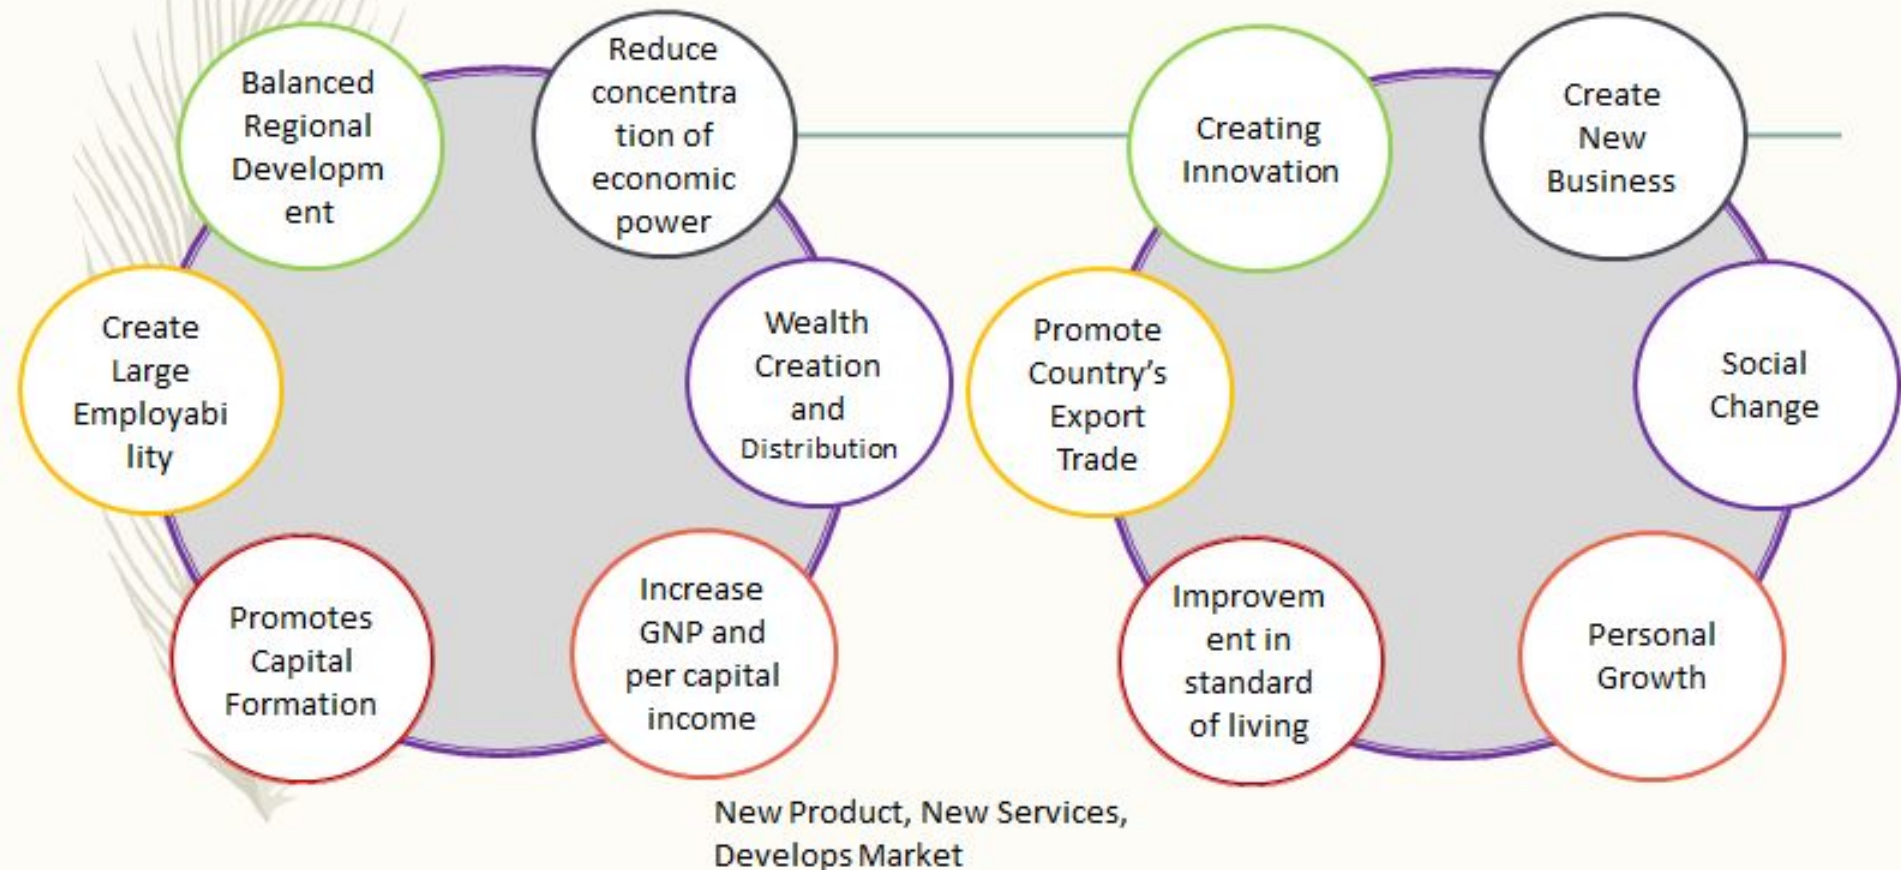 Balanced
Regional
Developm
ent
Reduce
concentra
tion of
economic
power
Wealth
Creation
and
Distribution
Increase
GNP and
per capital
income
Promotes
Capital
Formation
Create
Large
Employabi
lity
Creating
Innovation
Create
New
Business
Social
Change
Personal
Growth
Improvem
ent in
standard
of living
Promote
Country’s
Export
Trade
New Product, New Services,
Develops Market